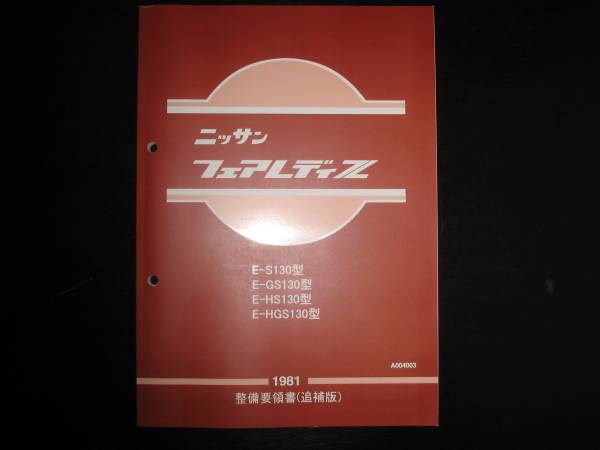 ニッサン
フェアレディZ
E-S130型
E-GS130型
E-HS130型
E-HGS130型
A004003
1981
整備要領書(追補版)